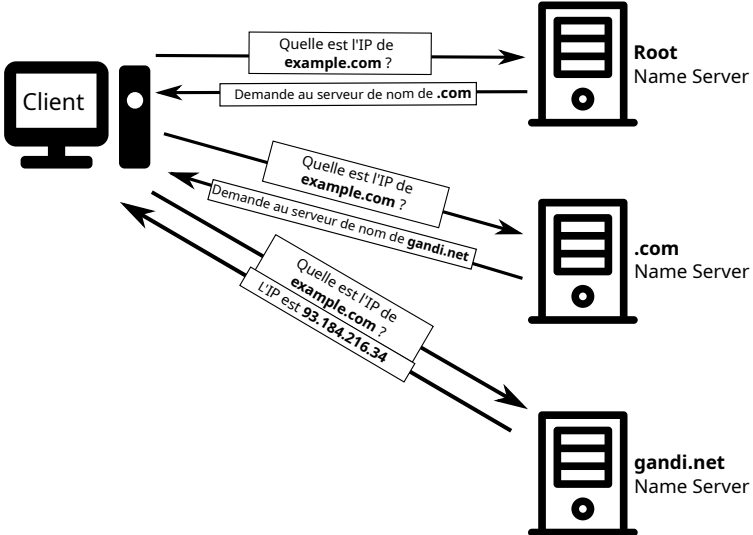 Client
Quelle est l'IP de
example.com ?
Demande au serveur de nom de .com
Root
Name Server
Quelle est l'IP de
example.com ?
Demande au serveur de nom de gandi.net
.com
Name Server
Quelle est l'IP de
example.com ?
L'IP est 93.184.216.34
gandi.net
Name Server